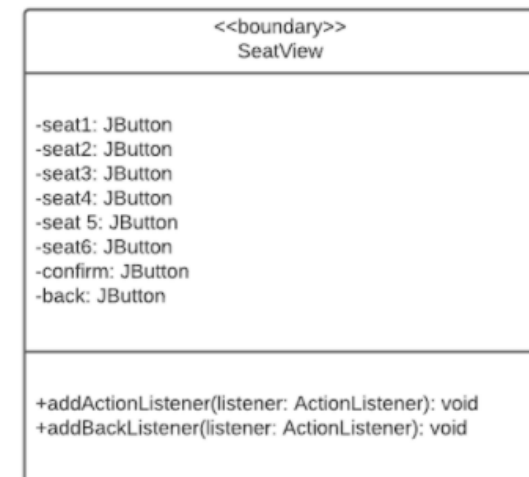 <<boundary>>
SeatView
-seat1: JButton
-seat2: JButton
-seat3: JButton
-seat4: JButton
-seat 5: JButton
-seat6: JButton
-confirm: JButton
-back: JButton
+addActionListener(listener: ActionListener): void
+addBackListener(listener: ActionListener): void